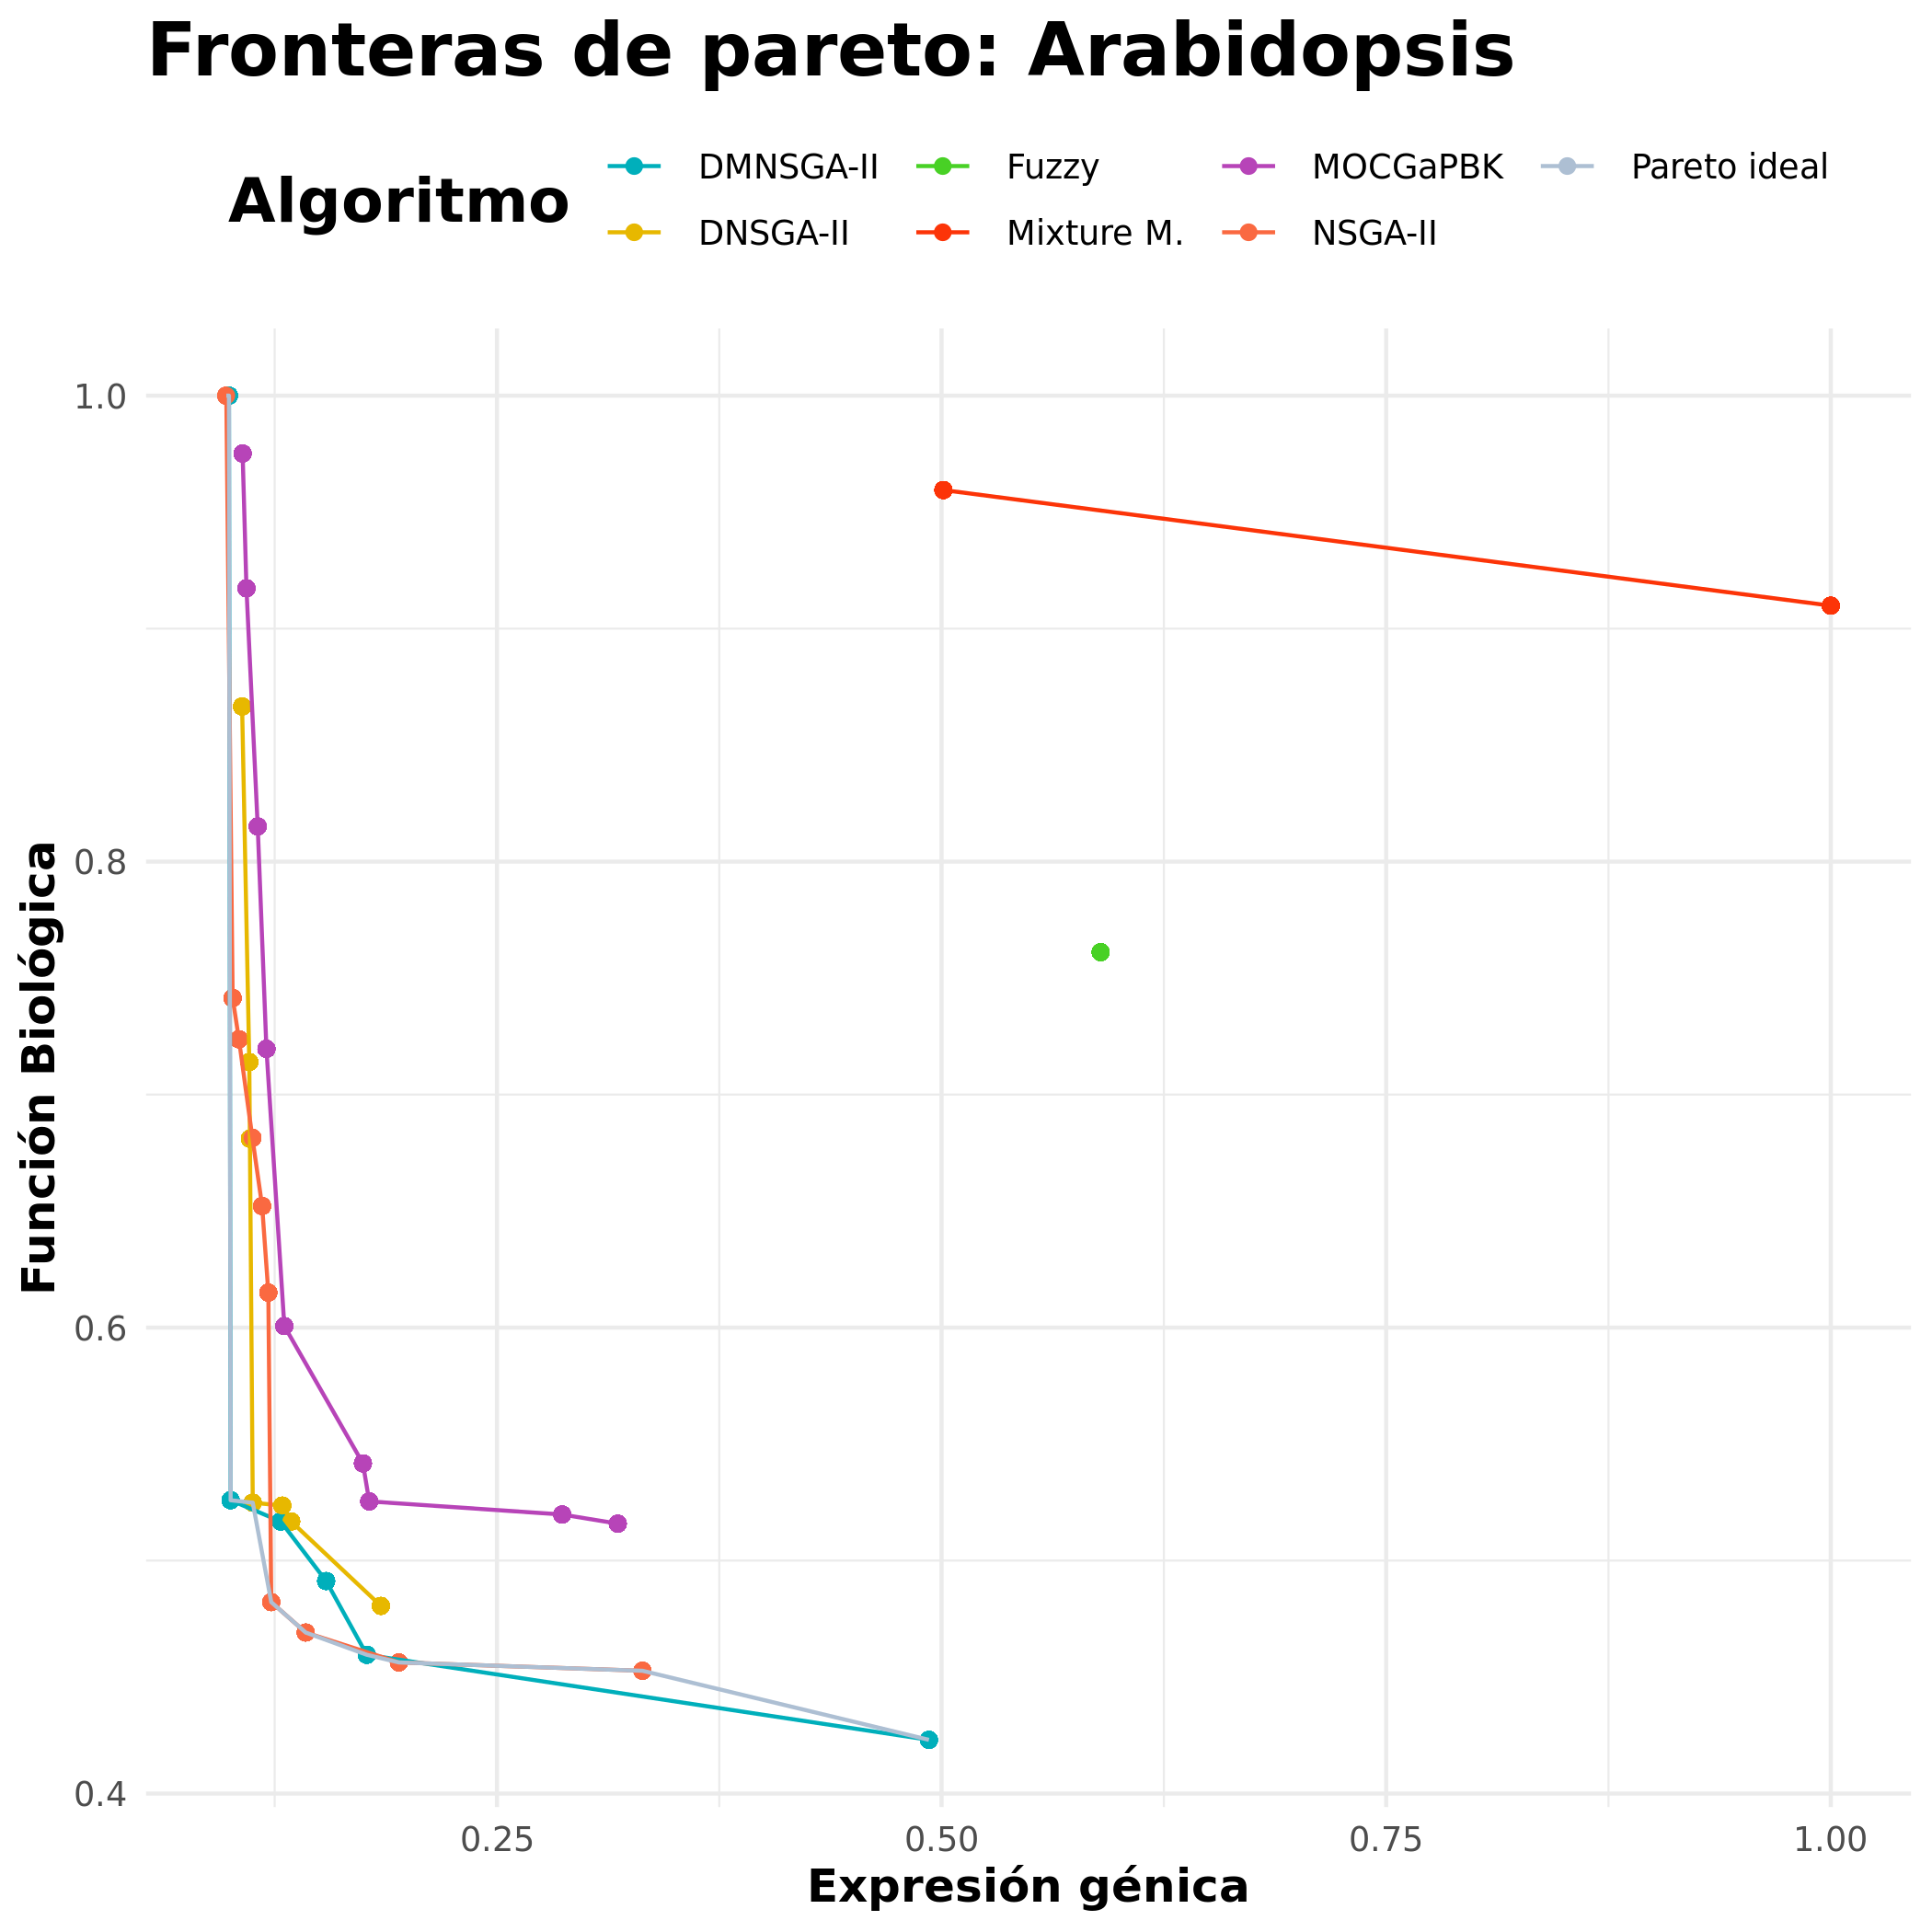 Fronteras de pareto: Arabidopsis
Algoritmo
DMNSGA-II
Fuzzy
MOCGaPBK
Pareto ideal
DNSGA-II
Mixture M.
NSGA-II
Función Biológica
1.0
0.8
0.6
0.4
0.25
0.50
0.75
1.00
Expresión génica